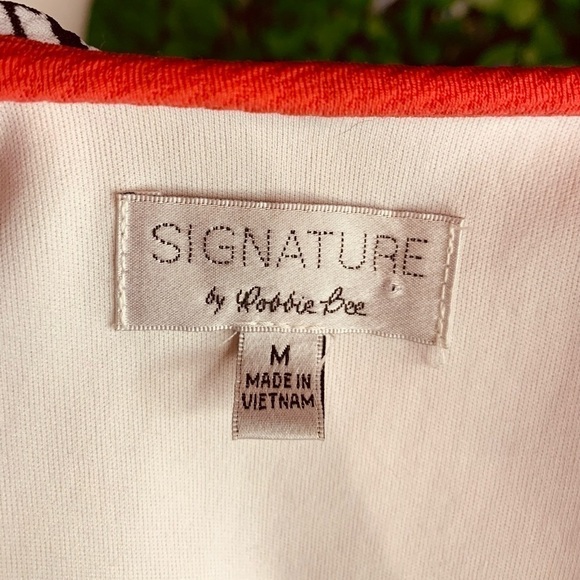 SIGNATURE
by Robbie Bee
M
MADE IN
VIETNAM